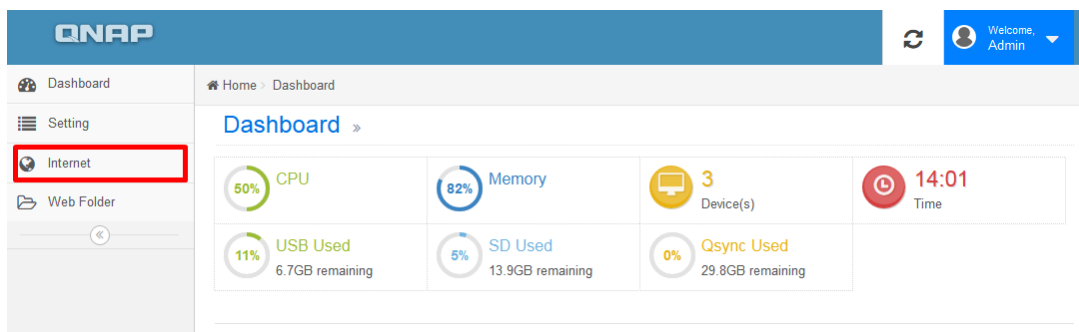 QNAP
Welcome,
Admin
Dashboard
Setting
Internet
Web Folder
Home > Dashboard
Dashboard »
50% CPU
82% Memory
3
Device(s)
14:01
Time
11% USB Used
6.7GB remaining
5% SD Used
13.9GB remaining
0% Qsync Used
29.8GB remaining